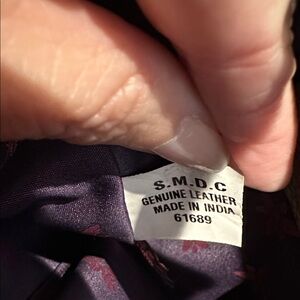 S.M.D.C
GENUINE LEATHER
MADE IN INDIA
61689